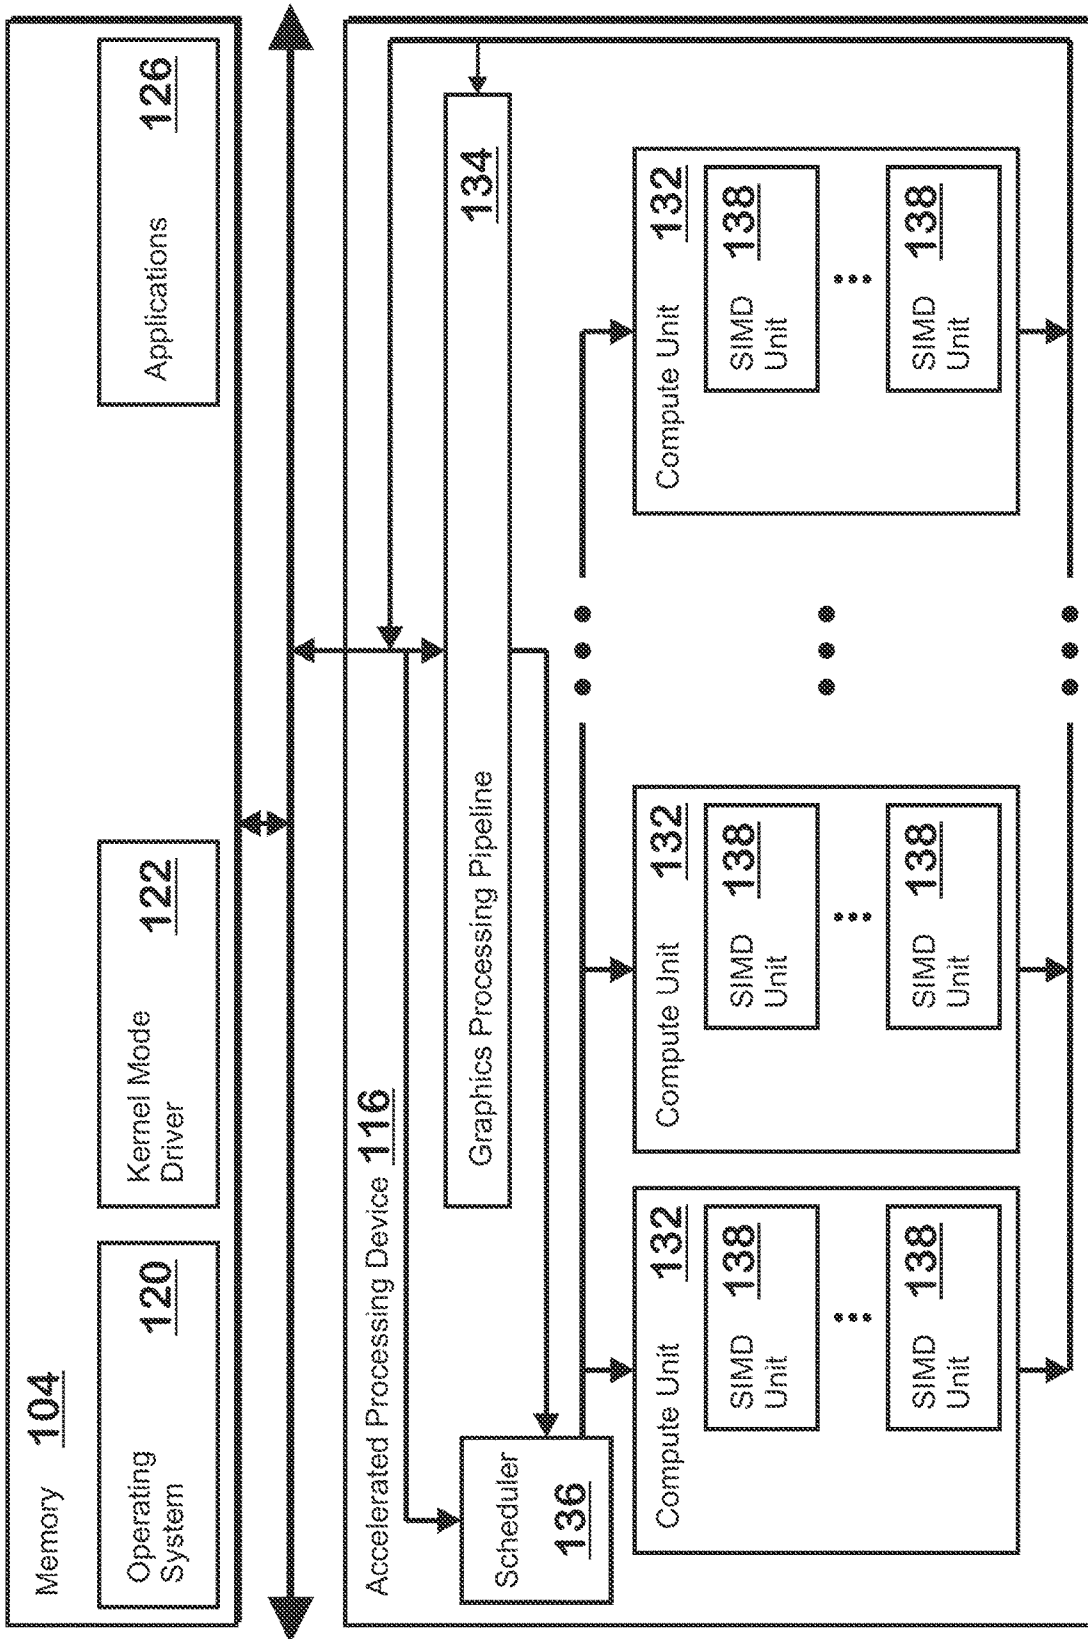 Memory 104
Operating
System
120
Kernel Mode
Driver
122
Applications
126
Accelerated Processing Device 116
Scheduler
136
Graphics Processing Pipeline
134
Compute Unit
132
SIMD
Unit
138
SIMD
Unit
138
Compute Unit
132
SIMD
Unit
138
SIMD
Unit
138
Compute Unit
132
SIMD
Unit
138
SIMD
Unit
138